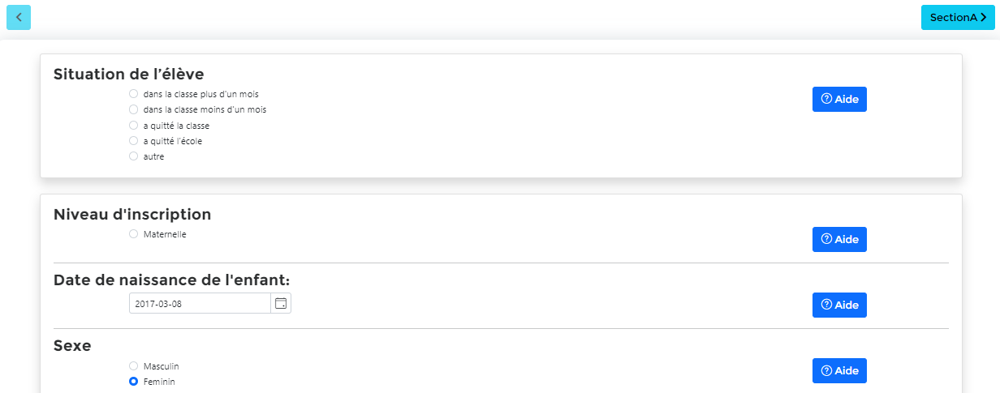 SectionA
Situation de l’élève
dans la classe plus d'un mois
Aide
dans la classe moins d'un mois
a quitté la classe
a quitté l'école
autre
Niveau d'inscription
Maternelle
Aide
Date de naissance de l'enfant:
2017-03-08
Aide
Sexe
Masculin
Aide
Feminin